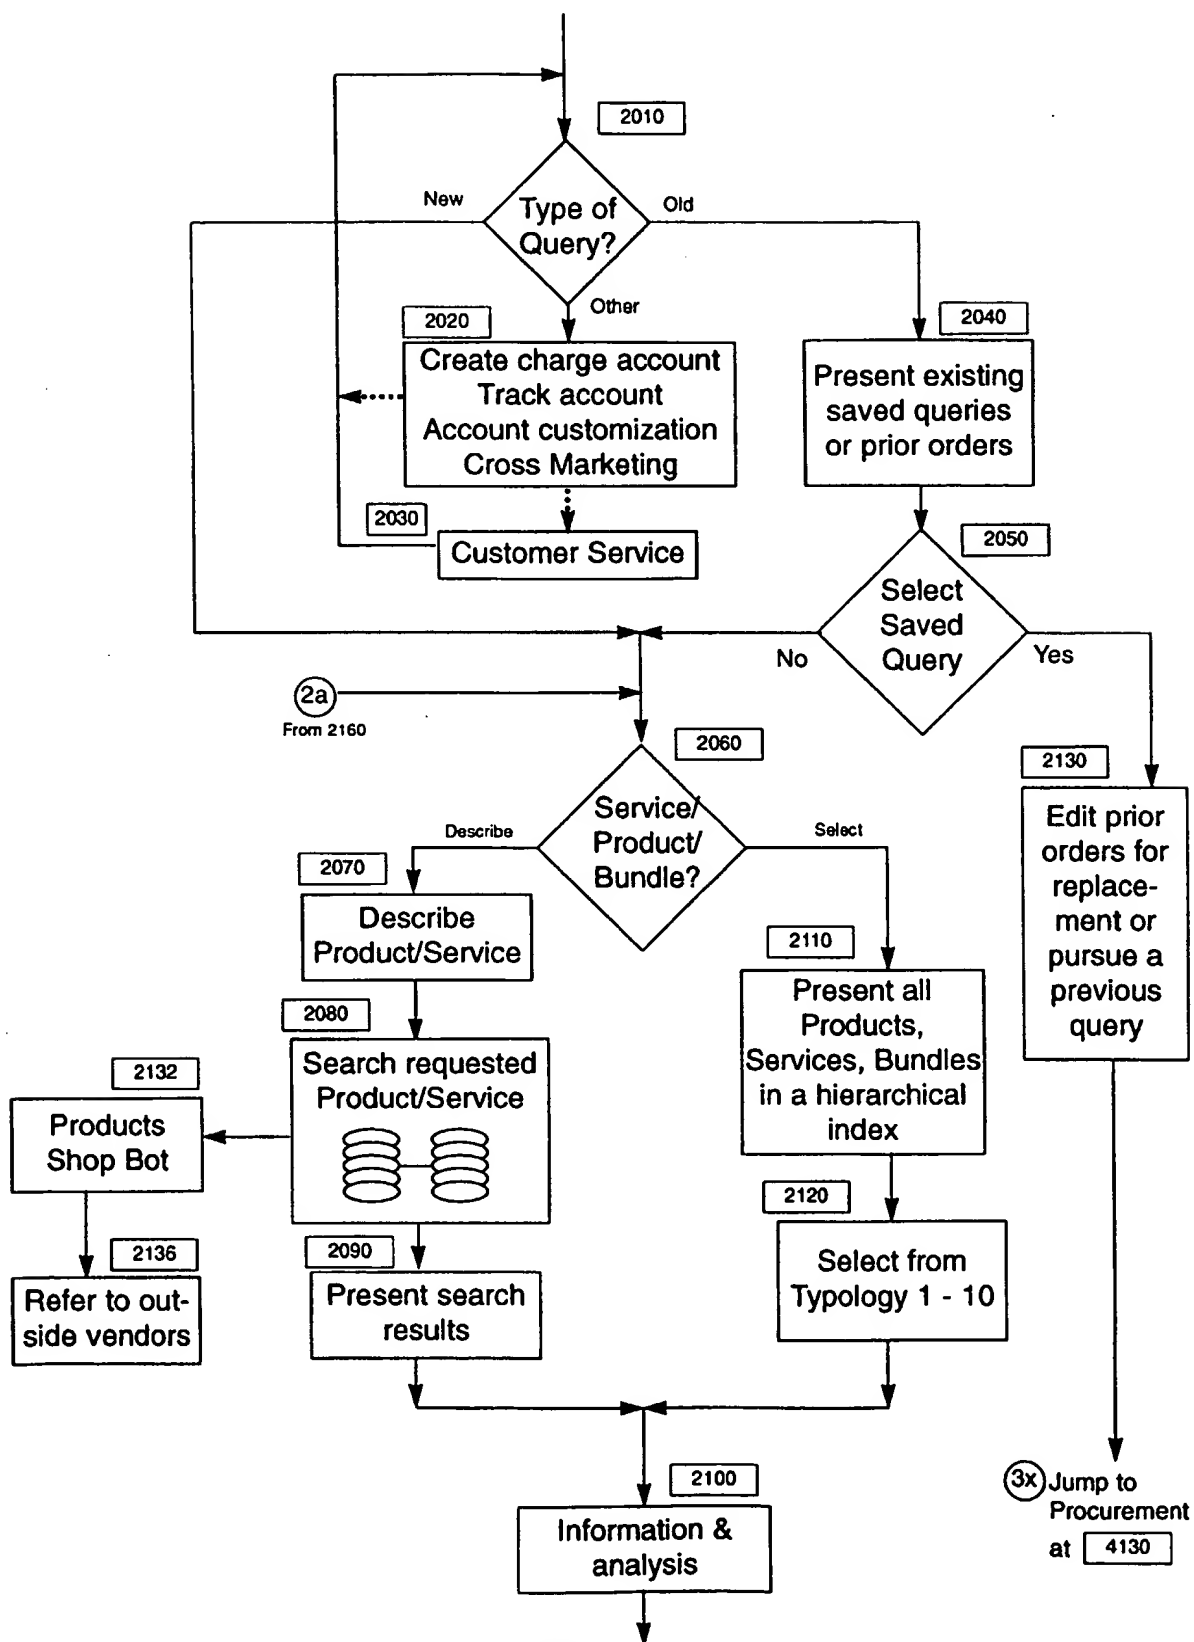 2010
New
Old
Type of
Query?
Other
2020
2040
Create charge account
Track account
Account customization
Cross Marketing
Present existing
saved queries
or prior orders
2030
Customer Service
2050
Select
Saved
Query
No
Yes
2a
From 2160
2060
2130
Service/
Product/
Bundle?
Describe
Select
Edit prior
orders for
replace-
ment or
pursue a
previous
query
2070
Describe
Product/Service
2110
Present all
Products,
Services, Bundles
in a hierarchical
index
2080
Search requested
Product/Service
2132
Products
Shop Bot
2120
Select from
Typology 1 - 10
2136
Refer to out-
side vendors
2090
Present search
results
2100
Information &
analysis
3x Jump to
Procurement
at 4130